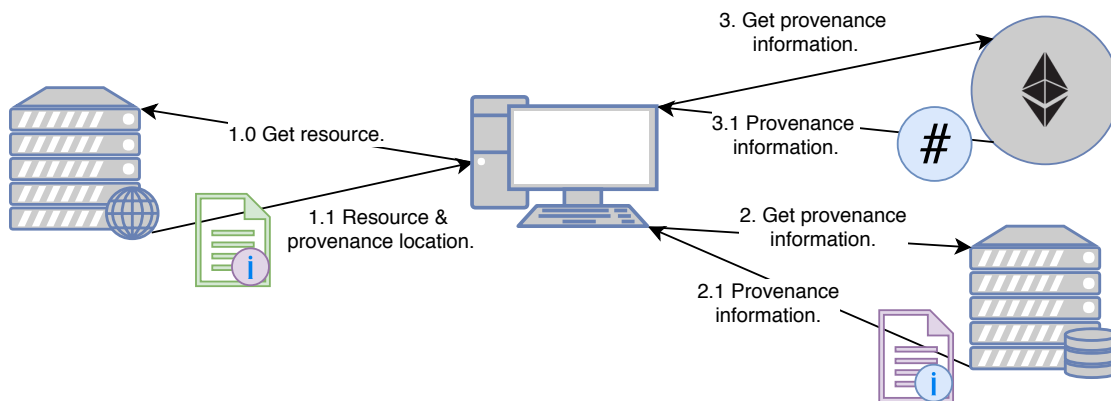 1.0 Get resource.
1.1 Resource &
provenance location.
i
3. Get provenance
information.
3.1 Provenance
information.
#
2. Get provenance
information.
2.1 Provenance
information.
i